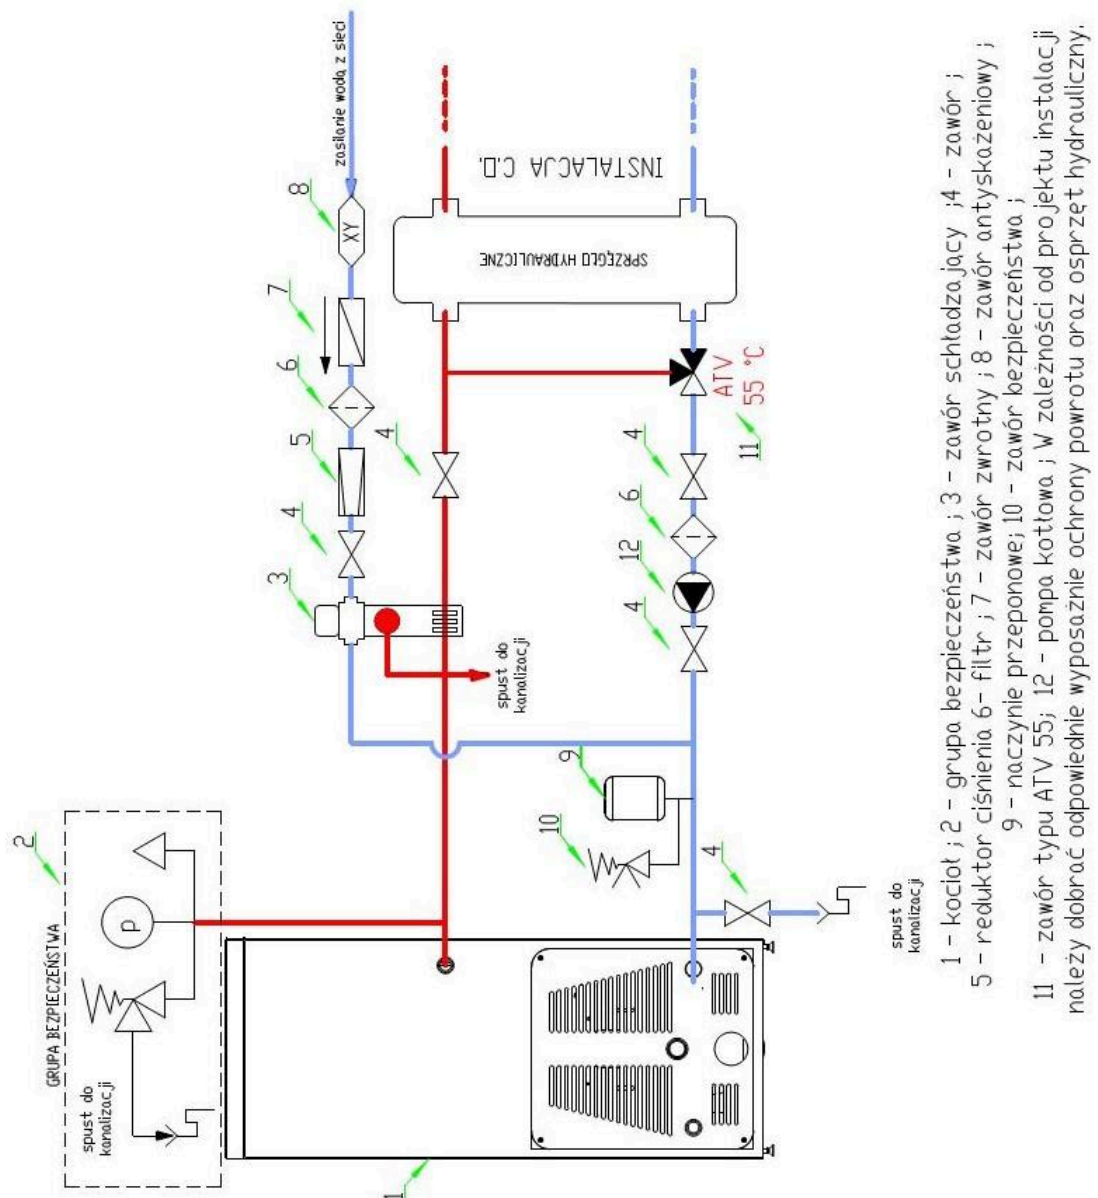 zasilanie wodą z sieci
8
XY
7
6
5
4
3
4
INSTALACJA C.D.
SPRZĘGŁO HYDRAULICZNE
ATV
55 °C
11
4
6
12
4
spust do
kanalizacji
9
10
4
spust do
kanalizacji
2
GRUPA BEZPIECZEŃSTWA
p
spust do
kanalizacji
1
1 - kocioł ; 2 - grupa bezpieczeństwa ; 3 - zawór schładzający ;4 - zawór ;
5 - reduktor ciśnienia 6- filtr ; 7 - zawór zwrotny ; 8 - zawór antyskażeniowy ;
9 - naczynie przeponowe; 10 - zawór bezpieczeństwa ;
11 - zawór typu ATV 55; 12 - pompa kotłowa ; W zależności od projektu instalacji
należy dobrać odpowiednie wyposażnie ochrony powrotu oraz osprzęt hydrauliczny.